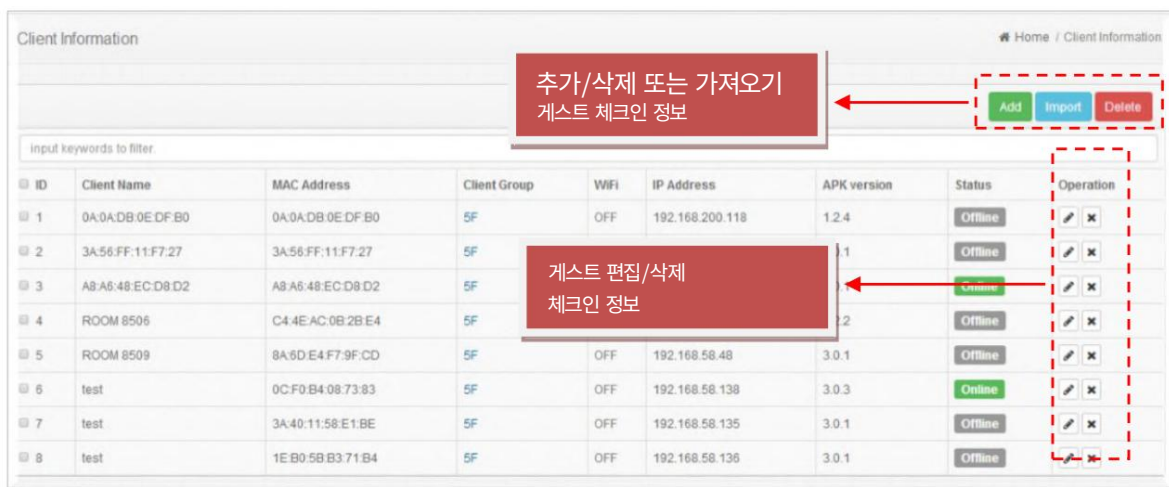 Client Information
Home / Client Information
추가/삭제 또는 가져오기
게스트 체크인 정보
Add Import Delete
input keywords to filter.
ID Client Name MAC Address Client Group WiFi IP Address APK version Status Operation
1 0A:0A:DB:0E:DF:B0 0A:0A:DB:0E:DF:B0 5F OFF 192.168.200.118 1.2.4 Offline
2 3A:56:FF:11:F7:27 3A:56:FF:11:F7:27 5F Offline
게스트 편집/삭제
체크인 정보
3 A8:A6:48:EC:D8:D2 A8:A6:48:EC:D8:D2 5F Online
4 ROOM 8506 C4:4E:AC:0B:2B:E4 5F Offline
5 ROOM 8509 8A:6D:E4:F7:9F:CD 5F OFF 192.168.58.48 3.0.1 Offline
6 test 0C:F0:B4:08:73:83 5F OFF 192.168.58.138 3.0.3 Online
7 test 3A:40:11:58:E1:BE 5F OFF 192.168.58.135 3.0.1 Offline
8 test 1E:B0:5B:B3:71:B4 5F OFF 192.168.58.136 3.0.1 Offline